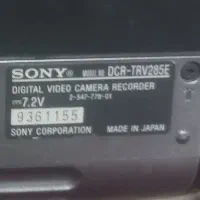 SONY® MODEL NO. DCR-TRV285E
DIGITAL VIDEO CAMERA RECORDER
⎓7.2V 2-547-778-01
9361155
SONY CORPORATION MADE IN JAPAN